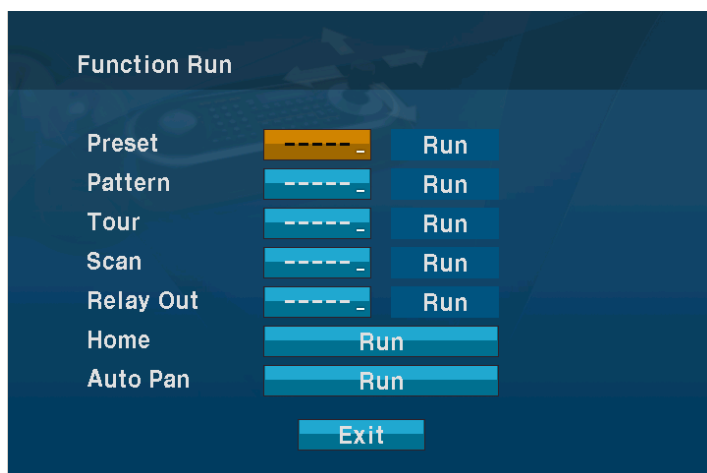 Function Run
Preset -----_ Run
Pattern -----_ Run
Tour -----_ Run
Scan -----_ Run
Relay Out -----_ Run
Home Run
Auto Pan Run
Exit